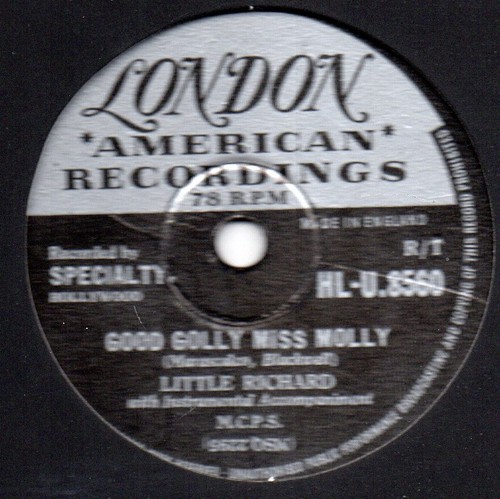 LONDON
*AMERICAN*
RECORDINGS
78 RPM
MADE IN ENGLAND
Recorded by
R/T
SPECIALTY,
HOLLYWOOD
HL-U.8560
GOOD GOLLY MISS MOLLY
LITTLE RICHARD
with Instrumental Accompaniment
N.C.P.S.